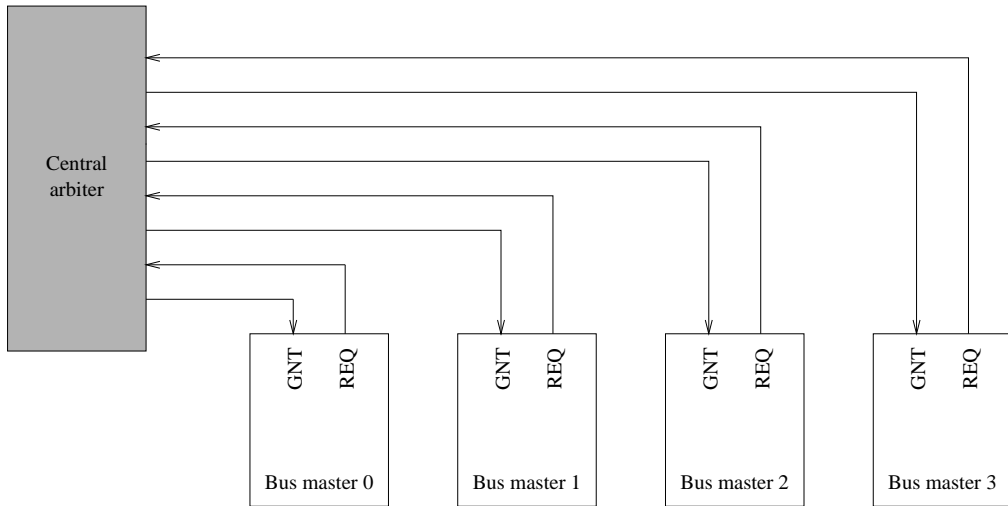 Central
arbiter
GNT
REQ
GNT
REQ
GNT
REQ
GNT
REQ
Bus master 0
Bus master 1
Bus master 2
Bus master 3